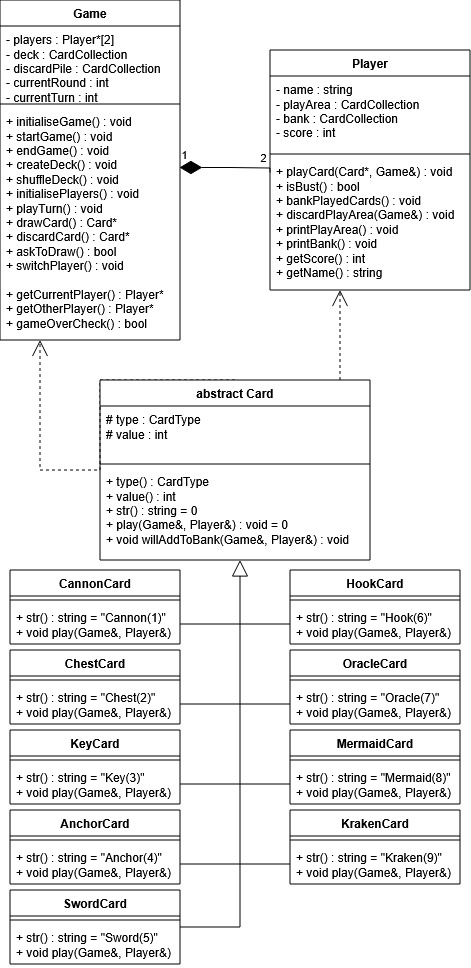 Game
- players : Player*[2]
- deck : CardCollection
- discardPile : CardCollection
- currentRound : int
- currentTurn : int
+ initialiseGame() : void
+ startGame() : void
+ endGame() : void
+ createDeck() : void
+ shuffleDeck() : void
+ initialisePlayers() : void
+ playTurn() : void
+ drawCard() : Card*
+ discardCard() : Card*
+ askToDraw() : bool
+ switchPlayer() : void
+ getCurrentPlayer() : Player*
+ getOtherPlayer() : Player*
+ gameOverCheck() : bool
1
2
Player
- name : string
- playArea : CardCollection
- bank : CardCollection
- score : int
+ playCard(Card*, Game&) : void
+ isBust() : bool
+ bankPlayedCards() : void
+ discardPlayArea(Game&) : void
+ printPlayArea() : void
+ printBank() : void
+ getScore() : int
+ getName() : string
abstract Card
# type : CardType
# value : int
+ type() : CardType
+ value() : int
+ str() : string = 0
+ play(Game&, Player&) : void = 0
+ void willAddToBank(Game&, Player&) : void
CannonCard
+ str() : string = "Cannon(1)"
+ void play(Game&, Player&)
HookCard
+ str() : string = "Hook(6)"
+ void play(Game&, Player&)
ChestCard
+ str() : string = "Chest(2)"
+ void play(Game&, Player&)
OracleCard
+ str() : string = "Oracle(7)"
+ void play(Game&, Player&)
KeyCard
+ str() : string = "Key(3)"
+ void play(Game&, Player&)
MermaidCard
+ str() : string = "Mermaid(8)"
+ void play(Game&, Player&)
AnchorCard
+ str() : string = "Anchor(4)"
+ void play(Game&, Player&)
KrakenCard
+ str() : string = "Kraken(9)"
+ void play(Game&, Player&)
SwordCard
+ str() : string = "Sword(5)"
+ void play(Game&, Player&)